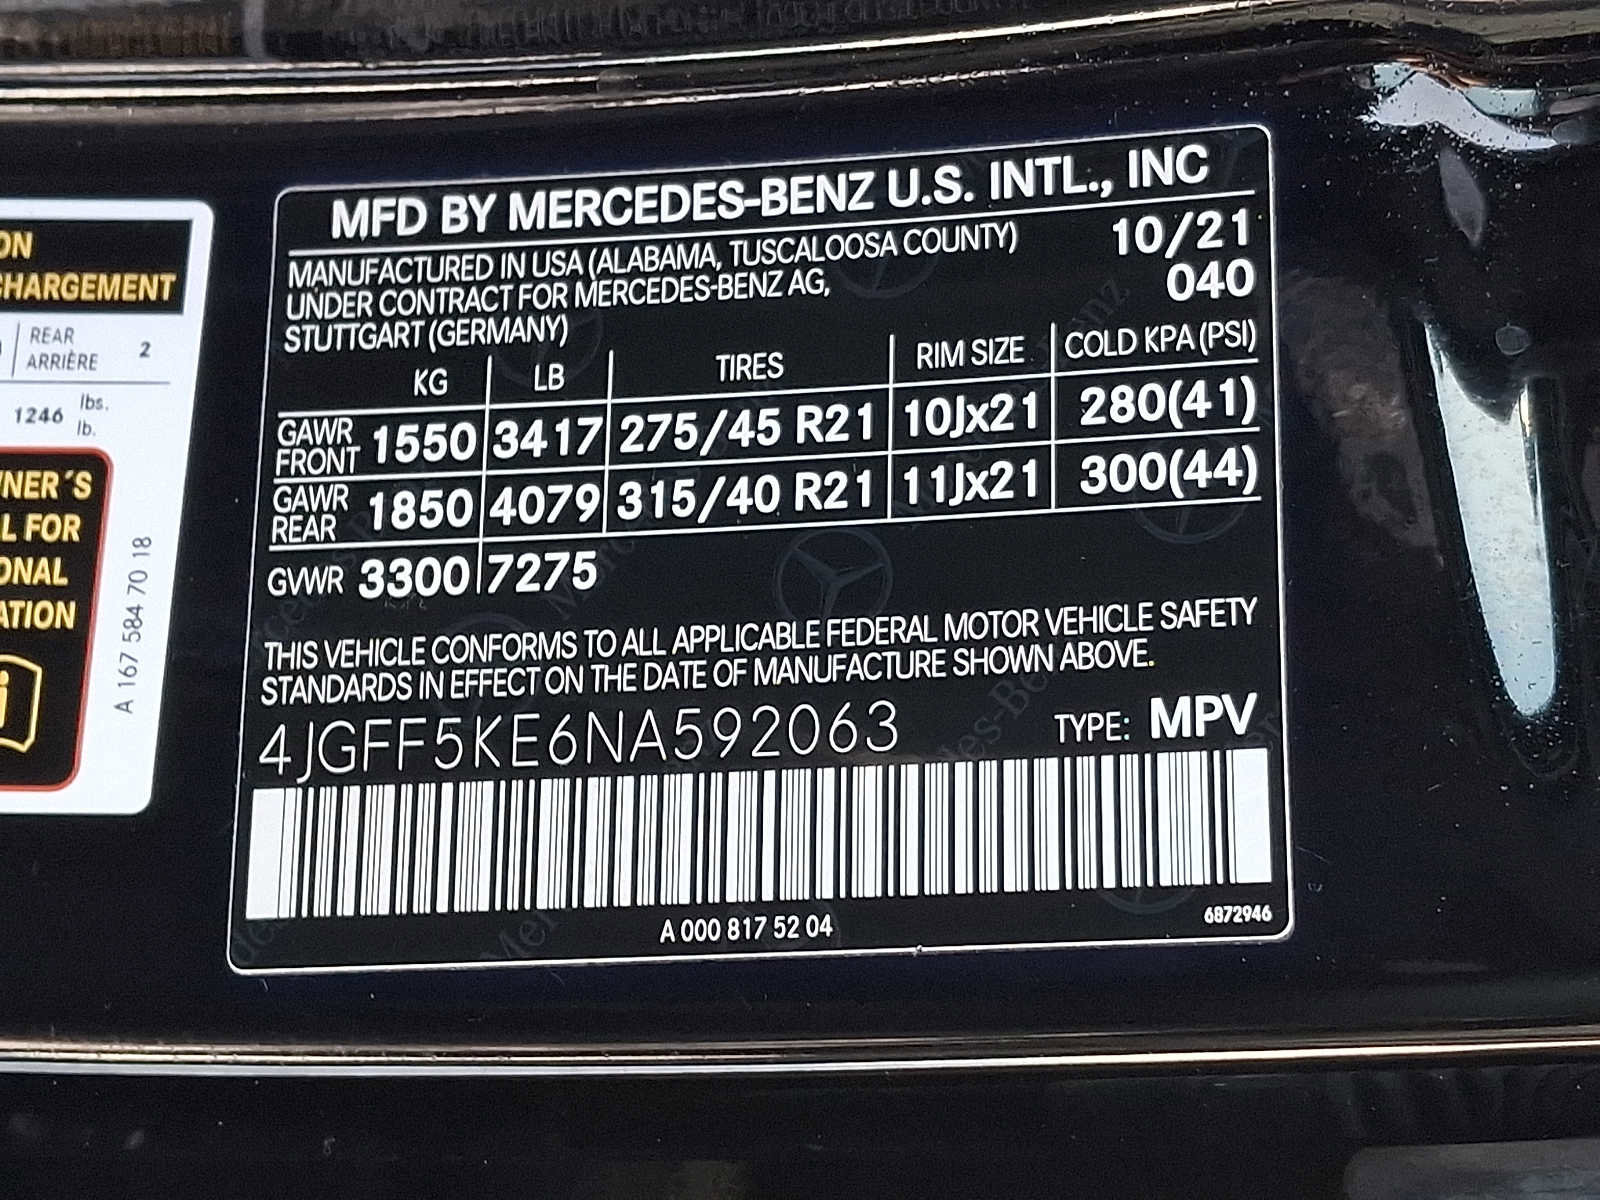 ON
CHARGEMENT
REAR
ARRIÈRE 2
1246 lbs.
lb.
NER´S
L FOR
ONAL
ATION
i
A 167 584 70 18
MFD BY MERCEDES-BENZ U.S. INTL., INC
MANUFACTURED IN USA (ALABAMA, TUSCALOOSA COUNTY) 10/21
UNDER CONTRACT FOR MERCEDES-BENZ AG, 040
STUTTGART (GERMANY)
KG LB TIRES RIM SIZE COLD KPA (PSI)
GAWR FRONT 1550 3417 275/45 R21 10Jx21 280(41)
GAWR REAR 1850 4079 315/40 R21 11Jx21 300(44)
GVWR 3300 7275
THIS VEHICLE CONFORMS TO ALL APPLICABLE FEDERAL MOTOR VEHICLE SAFETY
STANDARDS IN EFFECT ON THE DATE OF MANUFACTURE SHOWN ABOVE.
4JGFF5KE6NA592063 TYPE: MPV
A 000 817 52 04
6872946